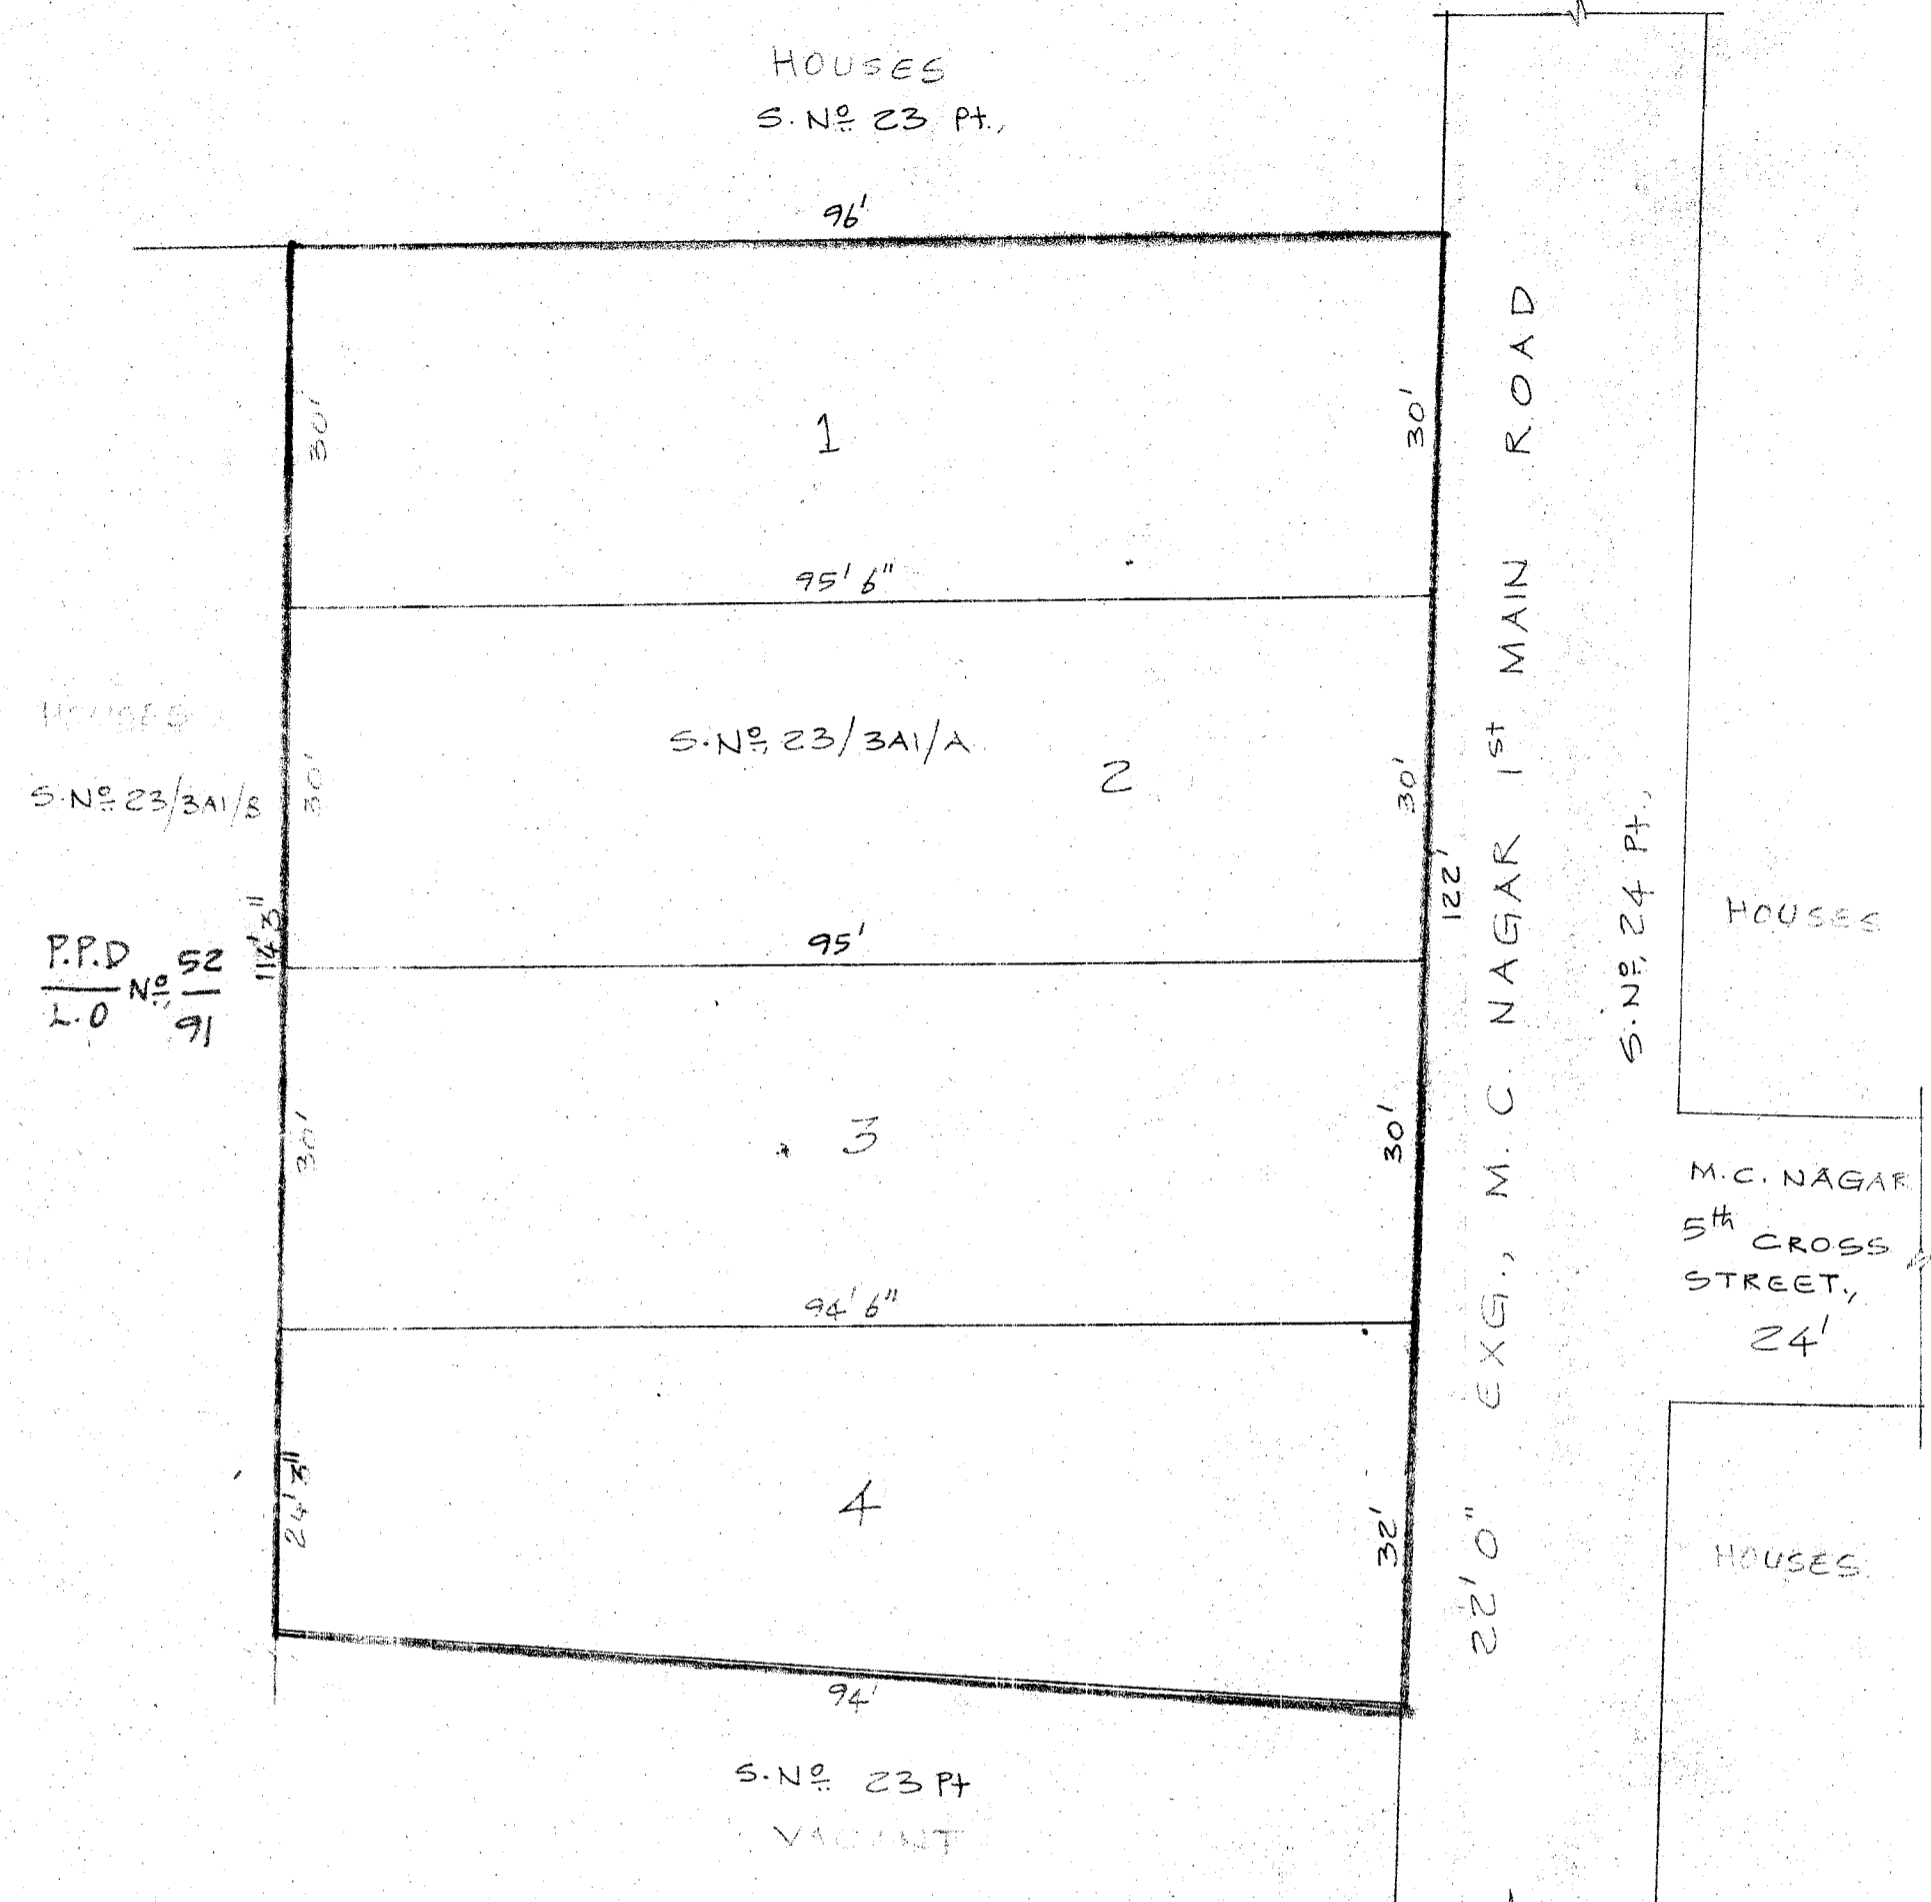 HOUSES
S.Nº 23 Pt.,
96'
30'
1
30'
95' 6"
HOUSES
S.Nº 23/3A1/B
30'
S.Nº, 23/3A1/A
2
30'
114' 3"
122'
P.P.D
L.O
Nº,
52
91
95'
30'
3
30'
94' 6"
24' 3"
4
32'
94'
S.Nº 23 Pt
VACANT
22' 0" EXG., M. C. NAGAR 1st MAIN ROAD
S.Nº, 24 Pt.,
HOUSES
M.C. NAGAR
5th CROSS
STREET.,
24'
HOUSES